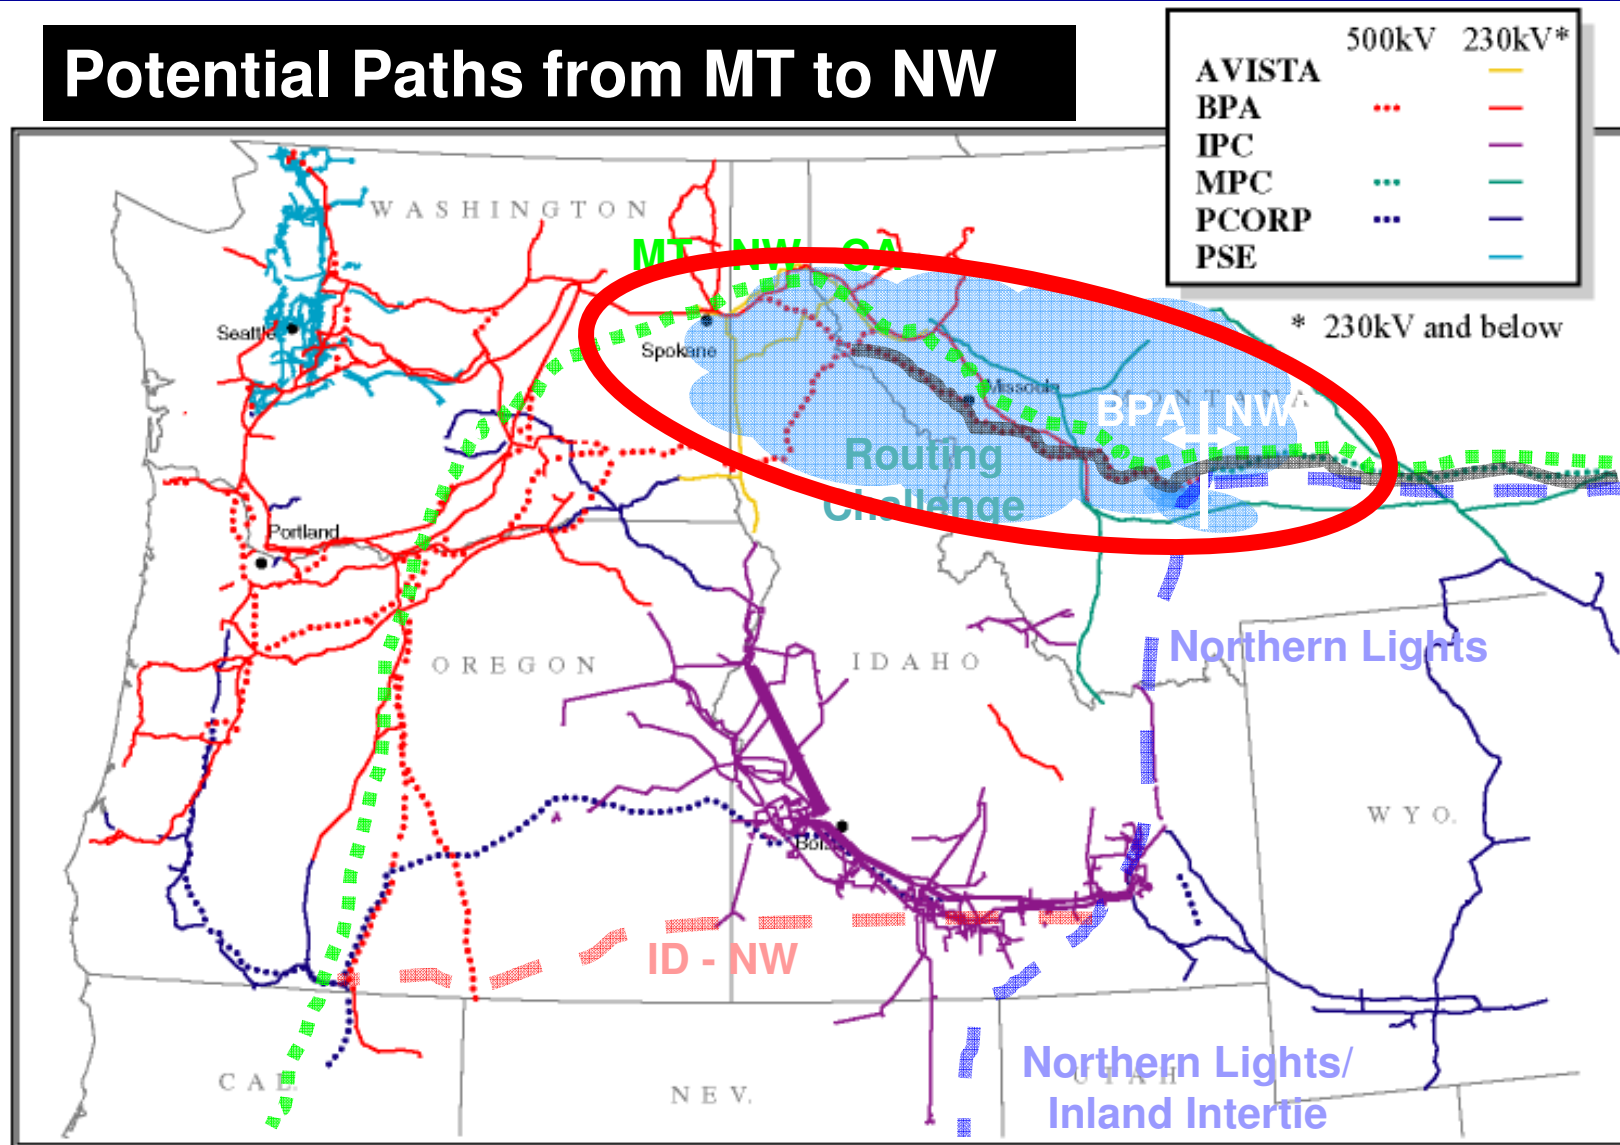 Potential Paths from MT to NW
500kV 230kV*
AVISTA
BPA
IPC
MPC
PCORP
PSE
* 230kV and below
WASHINGTON
MT - NW - CA
Seattle
Spokane
Missoula
MONTANA
BPA NW
Routing
Challenge
Portland
OREGON
IDAHO
Northern Lights
WYO.
Boise
ID - NW
CAL.
NEV.
UTAH
Northern Lights/
Inland Intertie